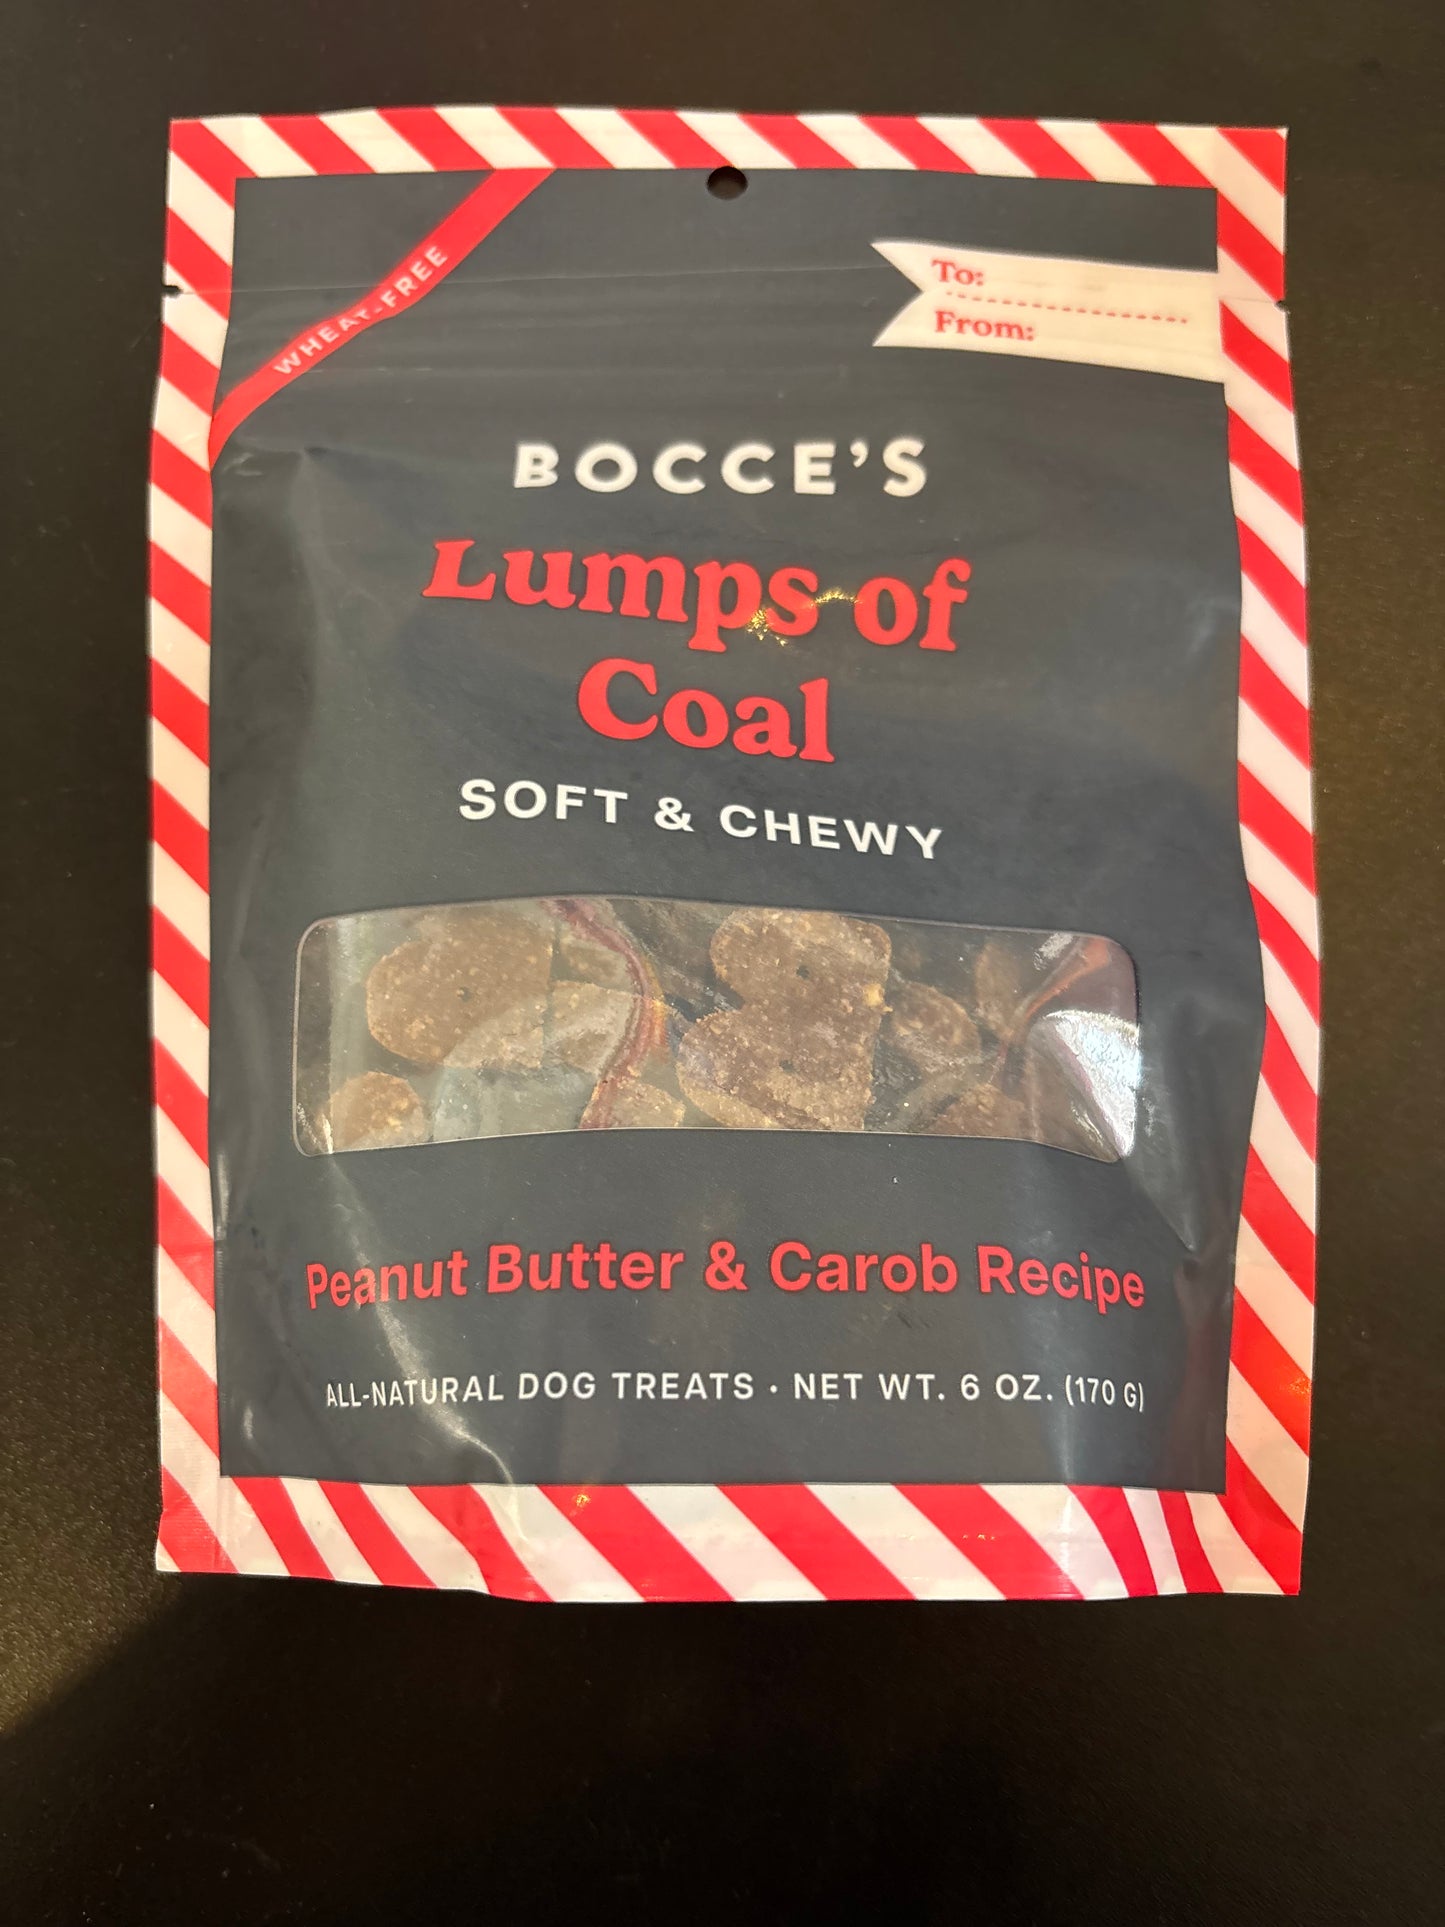 WHEAT-FREE
To:
From:
BOCCE'S
Lumps of
Coal
SOFT & CHEWY
Peanut Butter & Carob Recipe
ALL-NATURAL DOG TREATS • NET WT. 6 OZ. (170 G)